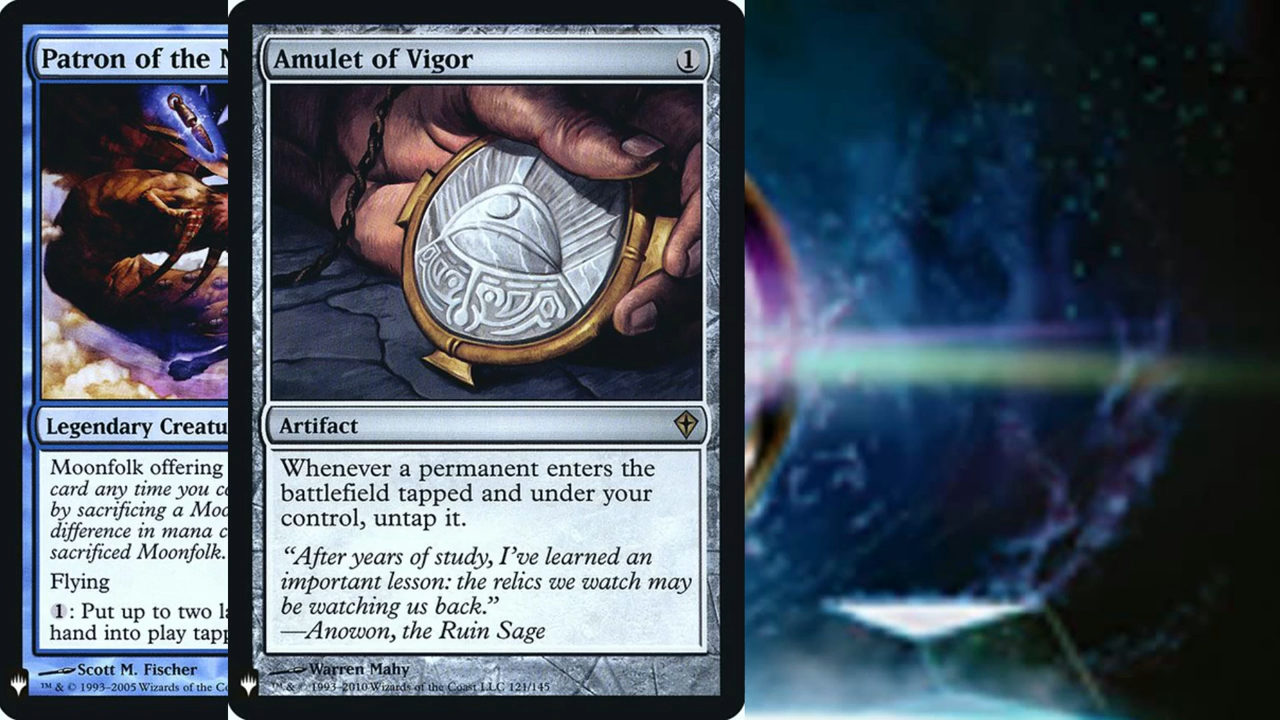 Patron of the
Legendary Creatu
Moonfolk offering
card any time you c
by sacrificing a Moo
difference in mana c
sacrificed Moonfolk.
Flying
1: Put up to two la
hand into play tapp
Scott M. Fischer
™ & © 1993–2005 Wizards of the Co
Amulet of Vigor 1
Artifact
Whenever a permanent enters the
battlefield tapped and under your
control, untap it.
“After years of study, I’ve learned an
important lesson: the relics we watch may
be watching us back.”
—Anowon, the Ruin Sage
Warren Mahy
™ & © 1993–2010 Wizards of the Coast LLC 121/145